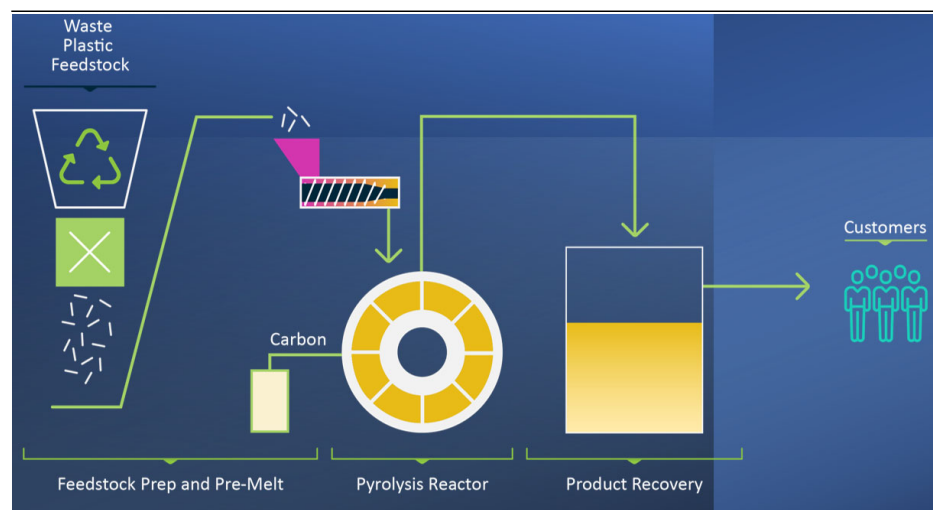 Waste
Plastic
Feedstock
Customers
Carbon
Feedstock Prep and Pre-Melt
Pyrolysis Reactor
Product Recovery